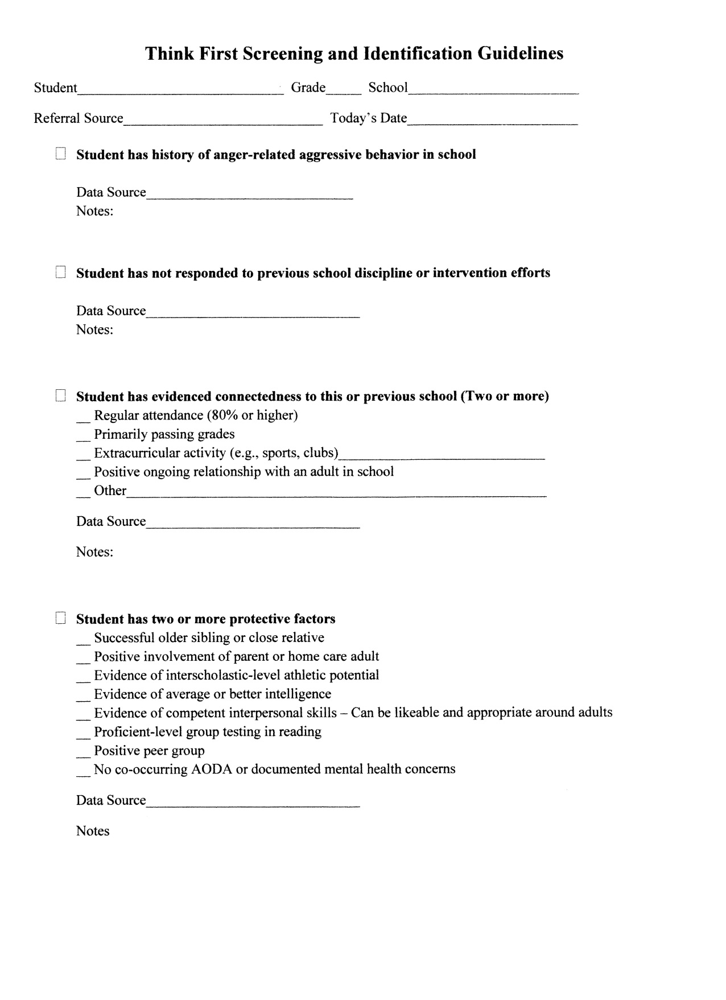 Think First Screening and Identification Guidelines
Student______________________________ Grade_____ School_________________________
Referral Source_____________________________ Today's Date_________________________
☐ Student has history of anger-related aggressive behavior in school
Data Source______________________________
Notes:
☐ Student has not responded to previous school discipline or intervention efforts
Data Source_______________________________
Notes:
☐ Student has evidenced connectedness to this or previous school (Two or more)
__ Regular attendance (80% or higher)
__ Primarily passing grades
__ Extracurricular activity (e.g., sports, clubs)______________________________
__ Positive ongoing relationship with an adult in school
__ Other_____________________________________________________________
Data Source_______________________________
Notes:
☐ Student has two or more protective factors
__ Successful older sibling or close relative
__ Positive involvement of parent or home care adult
__ Evidence of interscholastic-level athletic potential
__ Evidence of average or better intelligence
__ Evidence of competent interpersonal skills – Can be likeable and appropriate around adults
__ Proficient-level group testing in reading
__ Positive peer group
__ No co-occurring AODA or documented mental health concerns
Data Source_______________________________
Notes